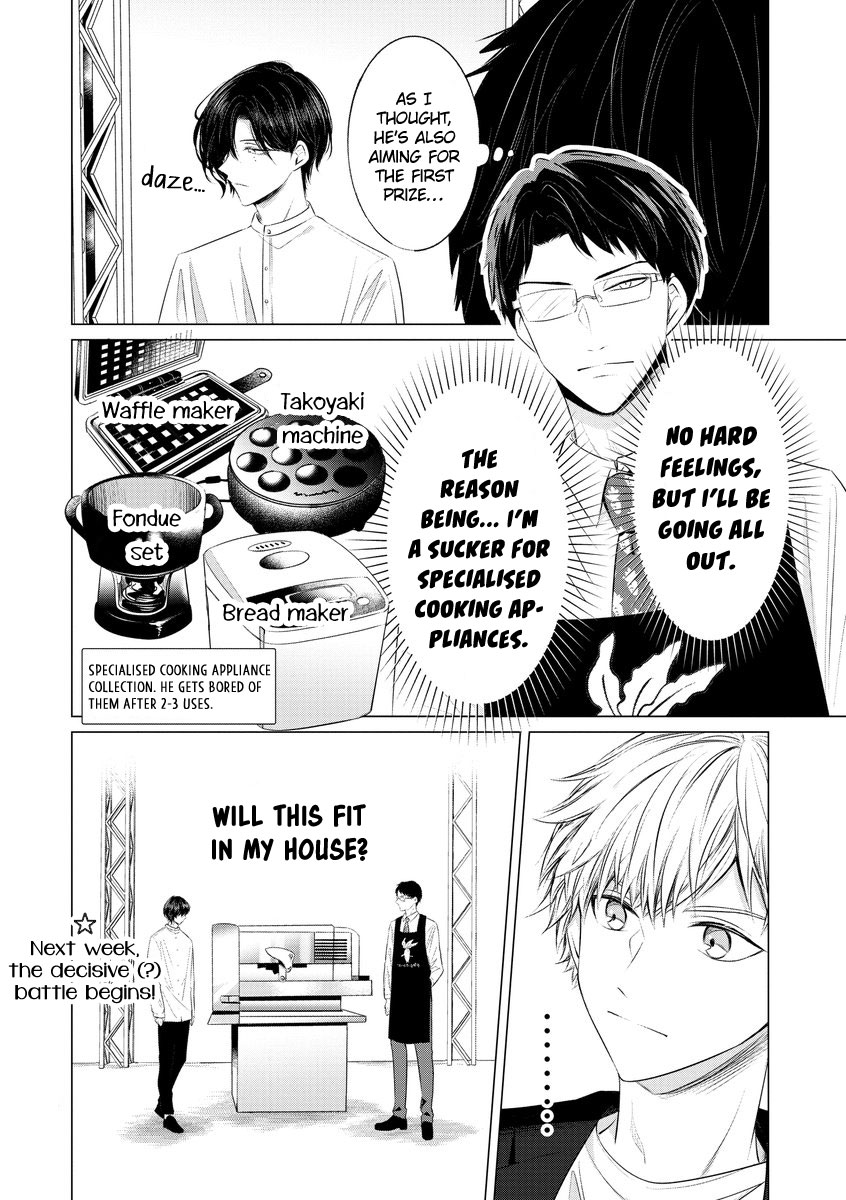 AS I
THOUGHT,
HE'S ALSO
AIMING FOR
THE FIRST
PRIZE...
daze...
NO HARD
FEELINGS,
BUT I'LL BE
GOING ALL
OUT.
THE
REASON
BEING... I'M
A SUCKER FOR
SPECIALISED
COOKING AP-
PLIANCES.
Waffle maker
Takoyaki
machine
Fondue
set
Bread maker
SPECIALISED COOKING APPLIANCE
COLLECTION. HE GETS BORED OF
THEM AFTER 2-3 USES.
WILL THIS FIT
IN MY HOUSE?
☆
Next week,
the decisive (?)
battle begins!